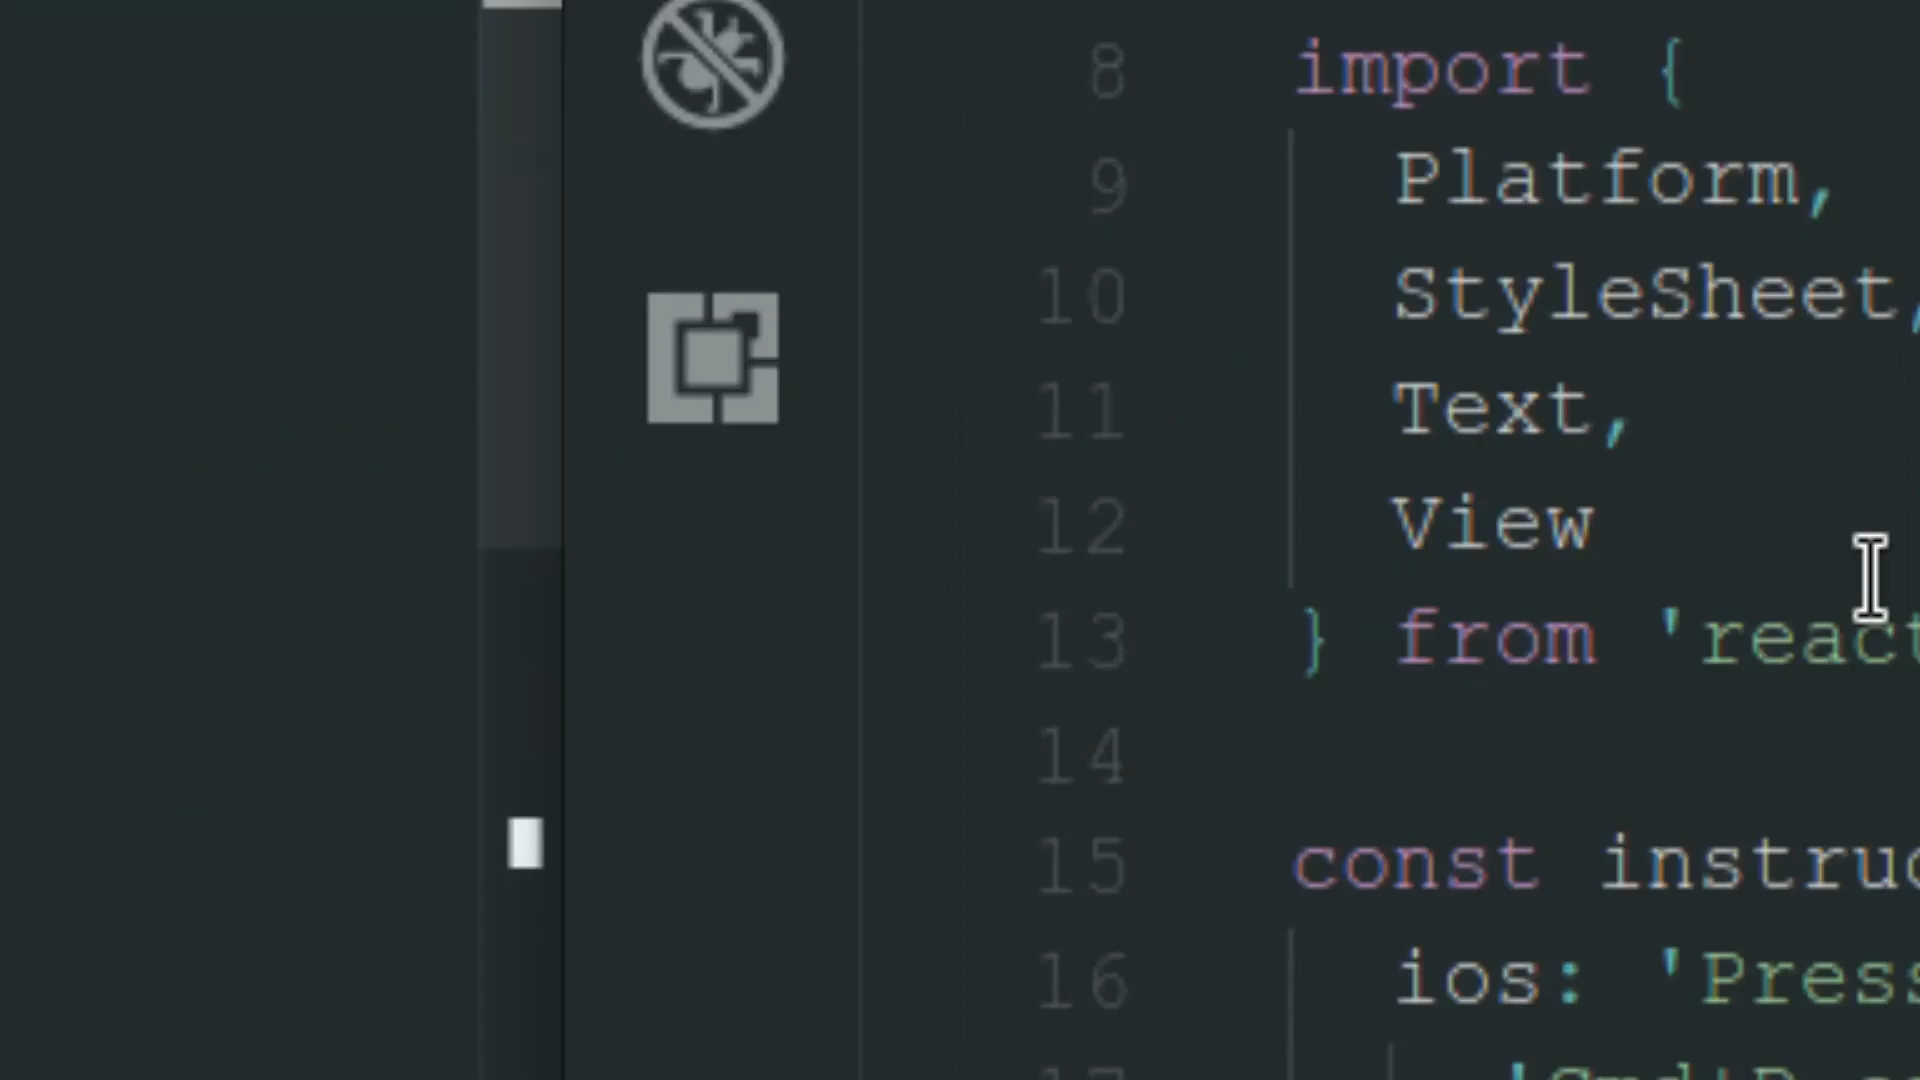 8 import {
9 Platform,
10 StyleSheet,
11 Text,
12 View
13 } from 'react
14
15 const instruc
16 ios: 'Press